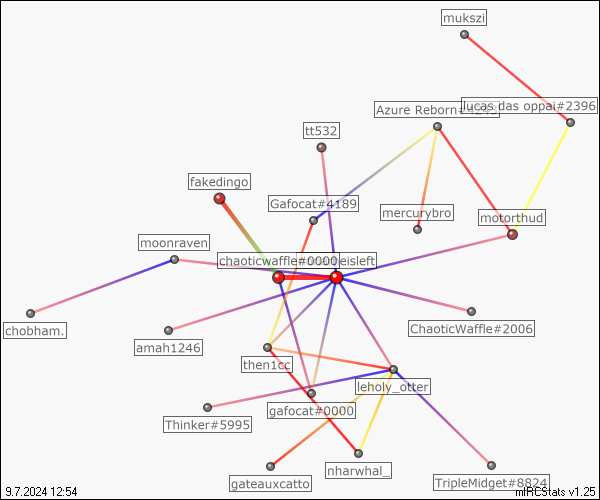 mukszi
lucas das oppai#2396
Azure Reborn#4243
tt532
fakedingo
Gafocat#4189
mercurybro
motorthud
moonraven
chaoticwaffle#0000
eisleft
chobham.
amah1246
ChaoticWaffle#2006
then1cc
leholy_otter
gafocat#0000
Thinker#5995
gateauxcatto
nharwhal_
TripleMidget#8824
9.7.2024 12:54
mIRCStats v1.25